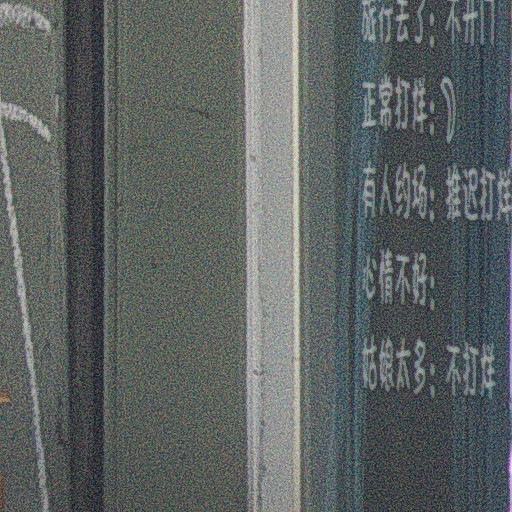 旅行去了：不开门
正常打烊：)
有人约场：推迟打烊
心情不好：
姑娘太多：不打烊